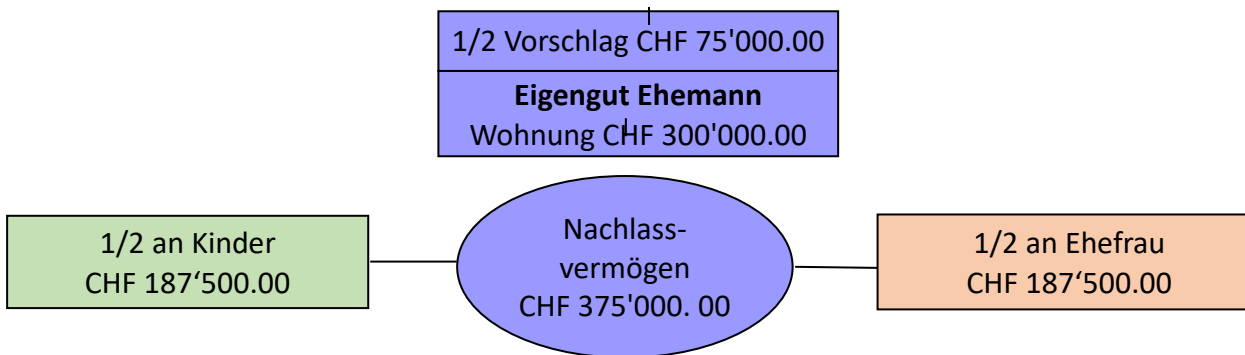 1/2 Vorschlag CHF 75'000.00
Eigengut Ehemann
Wohnung CHF 300'000.00
1/2 an Kinder
CHF 187‘500.00
Nachlass-
vermögen
CHF 375'000. 00
1/2 an Ehefrau
CHF 187‘500.00